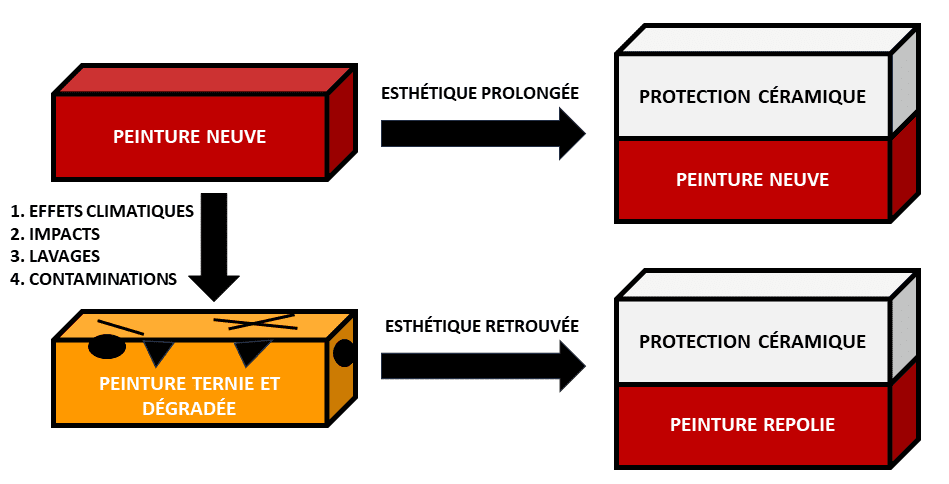 PEINTURE NEUVE
ESTHÉTIQUE PROLONGÉE
PROTECTION CÉRAMIQUE
PEINTURE NEUVE
1. EFFETS CLIMATIQUES
2. IMPACTS
3. LAVAGES
4. CONTAMINATIONS
PEINTURE TERNIE ET
DÉGRADÉE
ESTHÉTIQUE RETROUVÉE
PROTECTION CÉRAMIQUE
PEINTURE REPOLIE